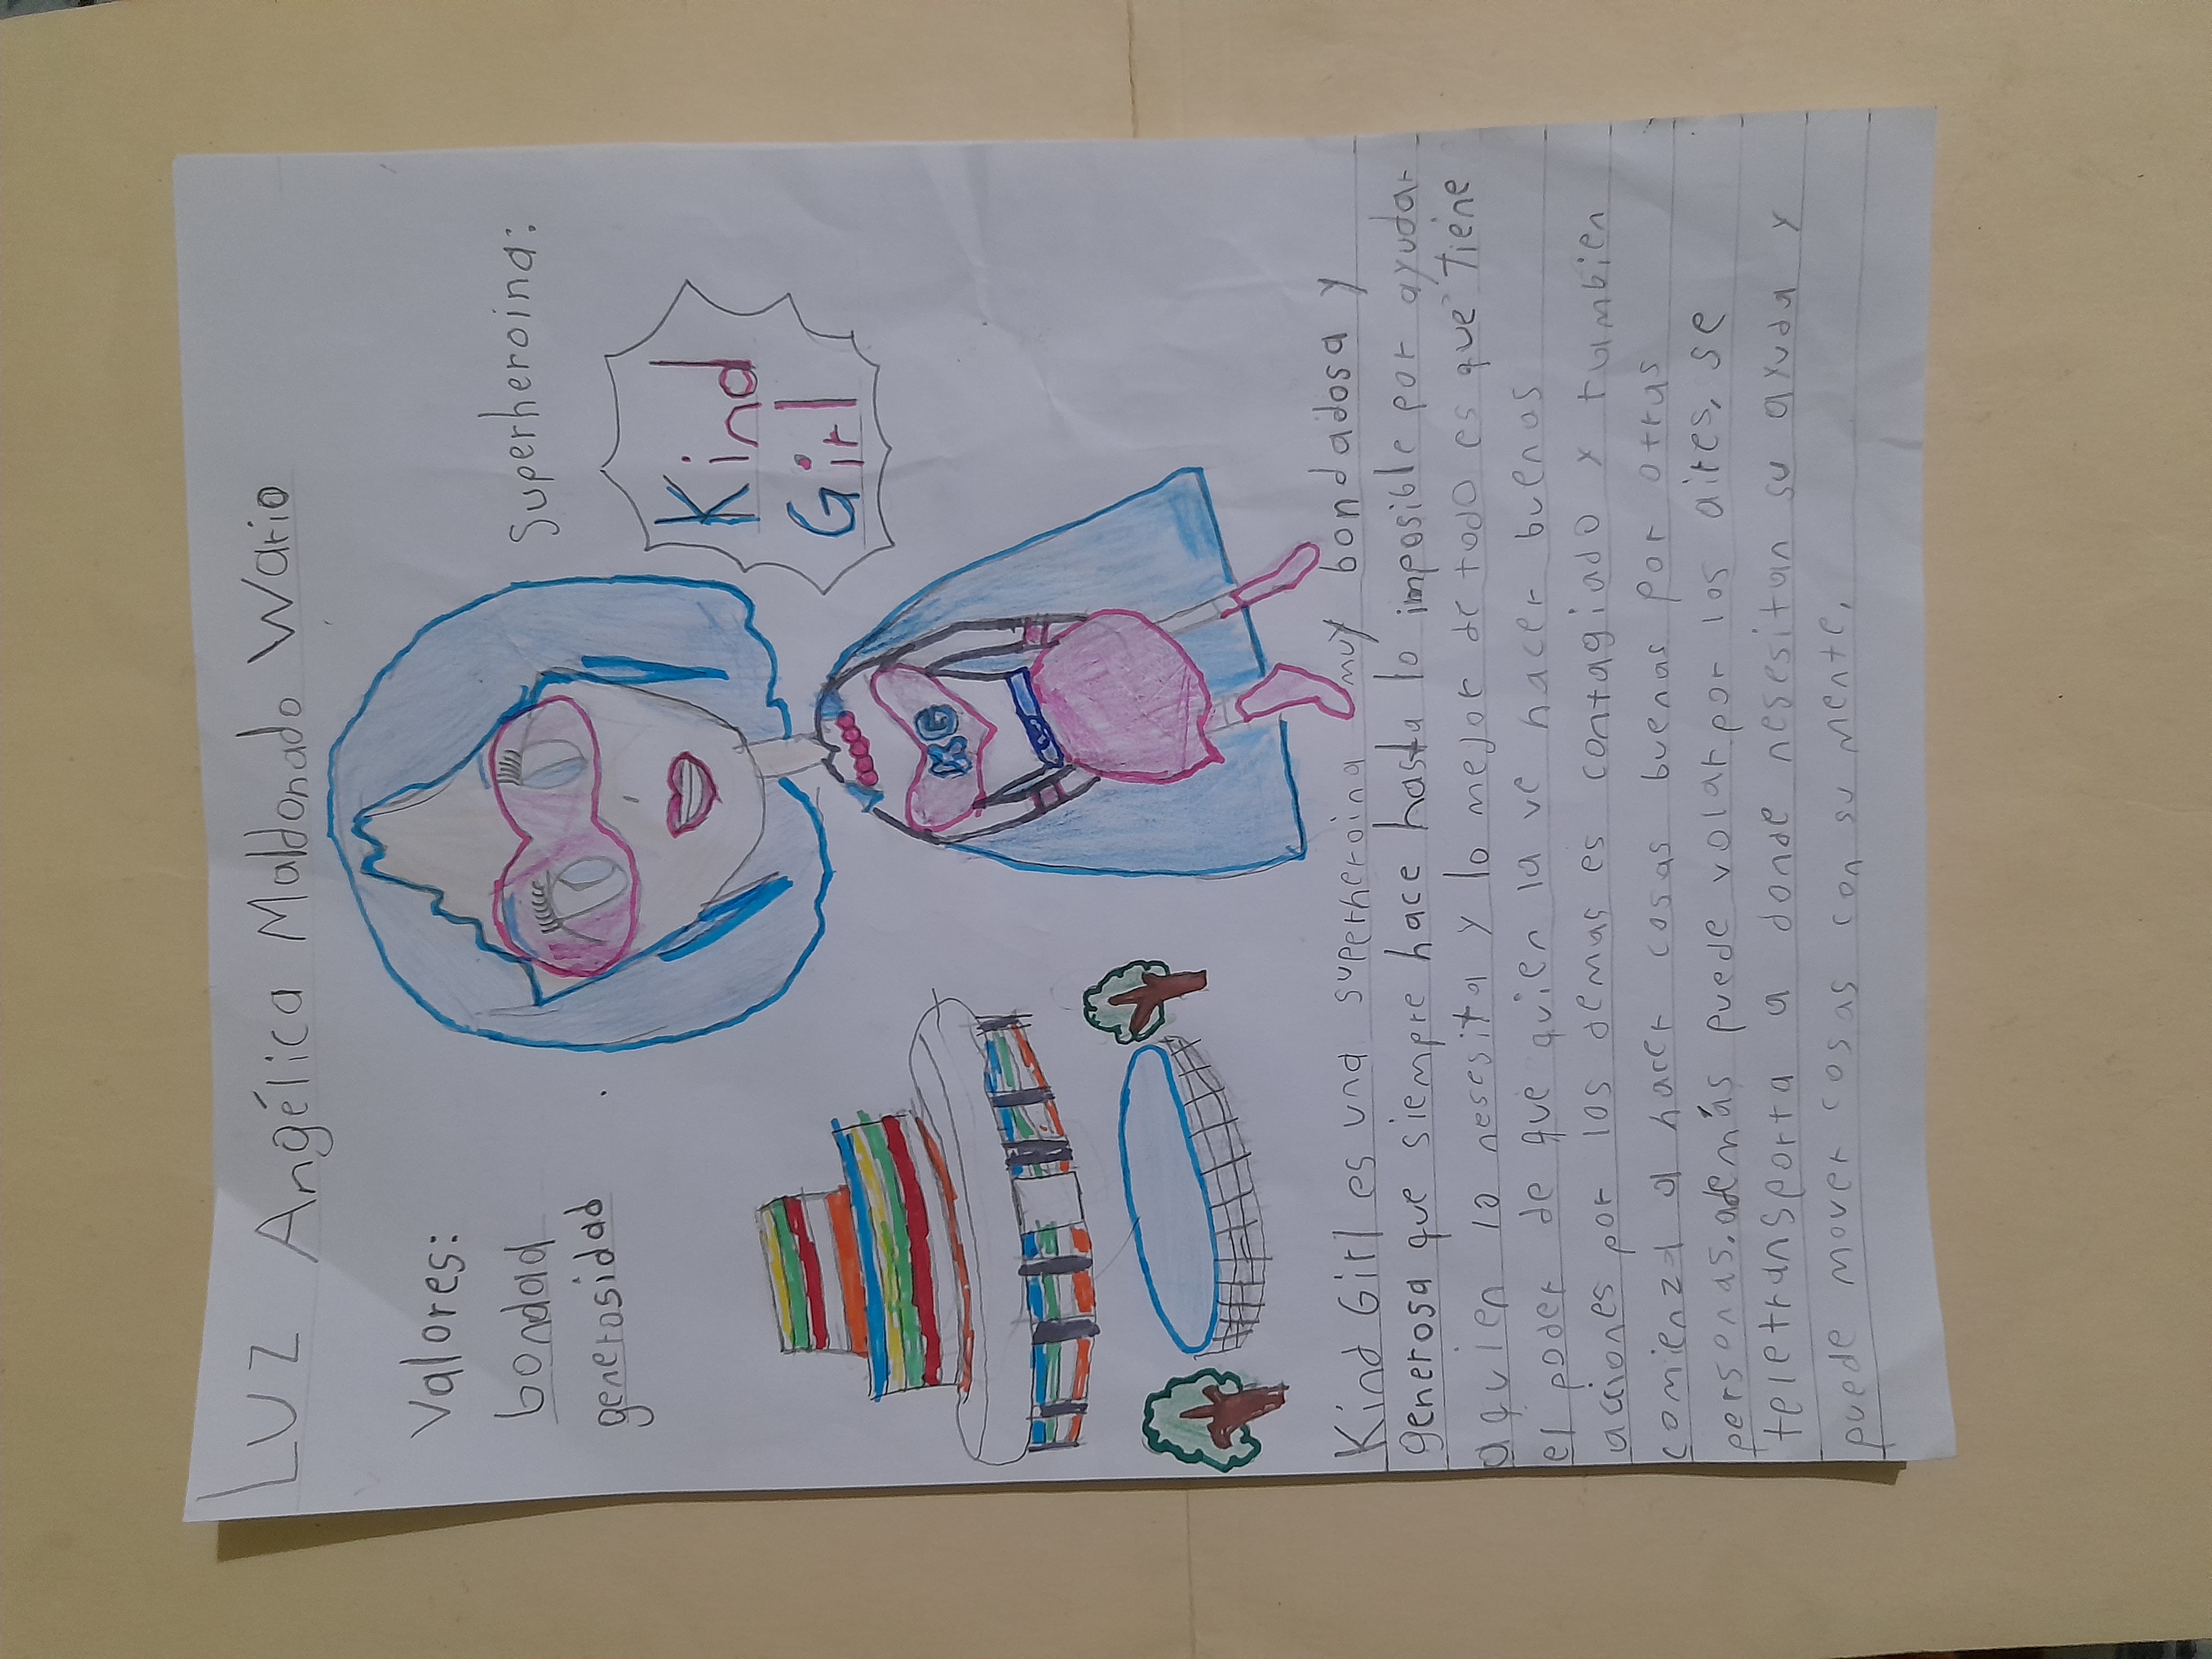 Luz Angélica Maldonado Wario
Valores:
bondad
generosidad
Superheroina:
Kind
Girl
KG
Kind Girl es una superheroina muy bondadosa y
generosa que siempre hace hasta lo imposible por ayudar
aquien lo nesesita y lo mejor de todo es que tiene
el poder de que quien la ve hacer buenas
acciones por los demas es contagiado y tambien
comienza a hacer cosas buenas por otras
personas. además puede volar por los aires, se
teletransporta a donde nesesitan su ayuda y
puede mover cosas con su mente.